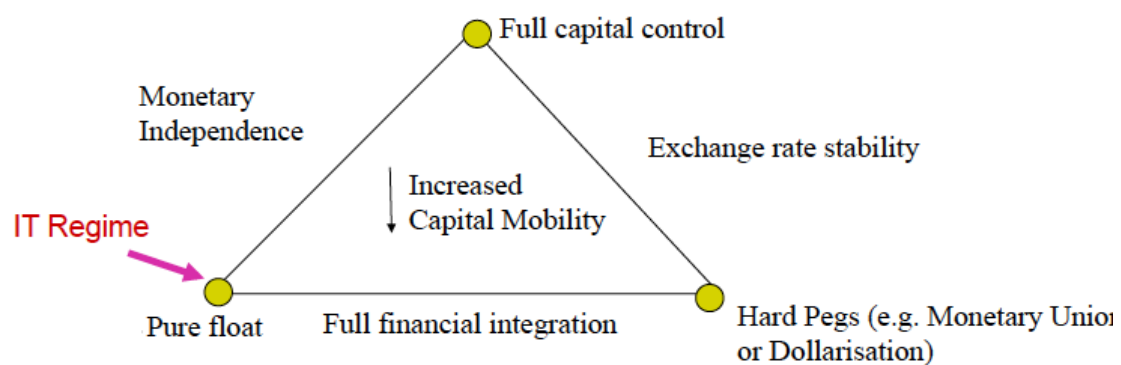 Full capital control
Monetary
Independence
Exchange rate stability
Increased
Capital Mobility
IT Regime
Pure float
Full financial integration
Hard Pegs (e.g. Monetary Union
or Dollarisation)